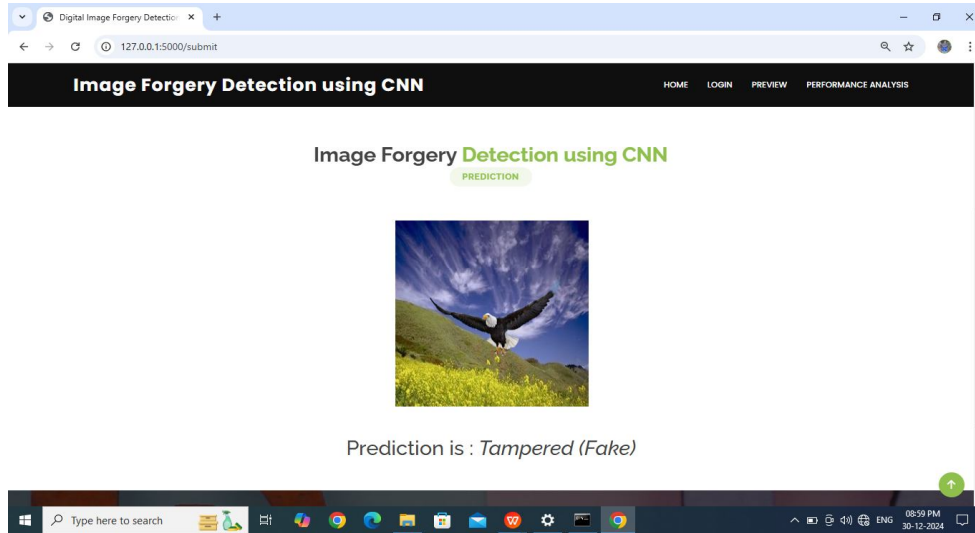 Digital Image Forgery Detection
127.0.0.1:5000/submit
Image Forgery Detection using CNN
HOME LOGIN PREVIEW PERFORMANCE ANALYSIS
Image Forgery Detection using CNN
PREDICTION
Prediction is : Tampered (Fake)
Type here to search
ENG
08:59 PM
30-12-2024